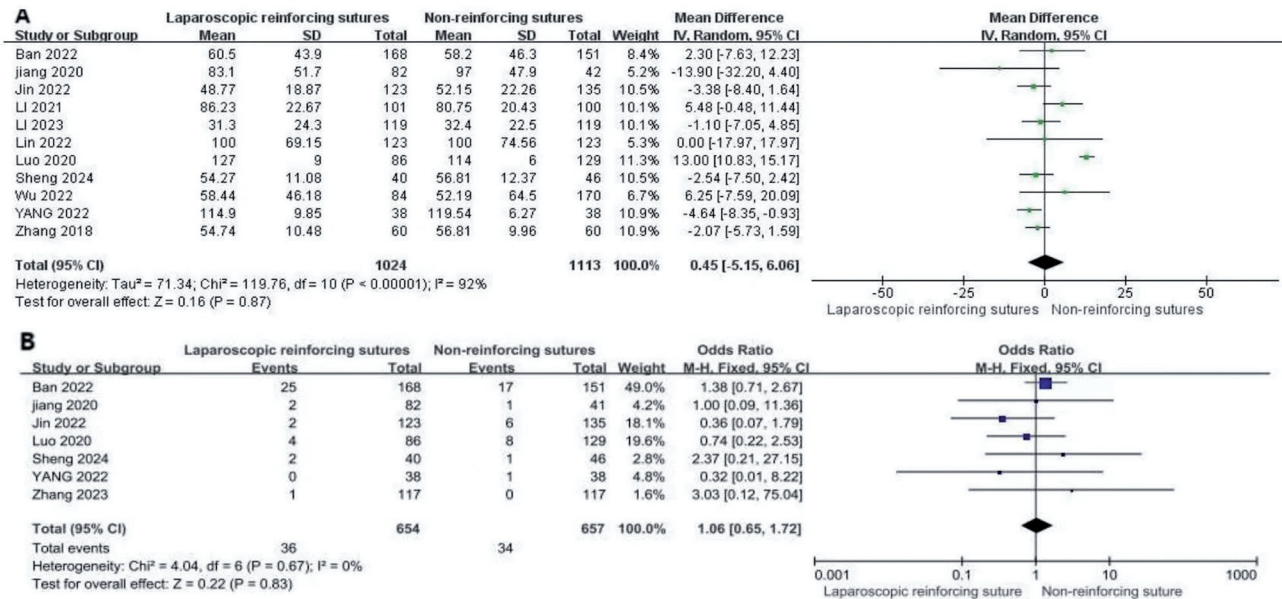 A
Laparoscopic reinforcing sutures Non-reinforcing sutures Mean Difference Mean Difference
Study or Subgroup Mean SD Total Mean SD Total Weight IV, Random, 95% CI IV, Random, 95% CI
Ban 2022 60.5 43.9 168 58.2 46.3 151 8.4% 2.30 [-7.63, 12.23]
jiang 2020 83.1 51.7 82 97 47.9 42 5.2% -13.90 [-32.20, 4.40]
Jin 2022 48.77 18.87 123 52.15 22.26 135 10.5% -3.38 [-8.40, 1.64]
LI 2021 86.23 22.67 101 80.75 20.43 100 10.1% 5.48 [-0.48, 11.44]
LI 2023 31.3 24.3 119 32.4 22.5 119 10.1% -1.10 [-7.05, 4.85]
Lin 2022 100 69.15 123 100 74.56 123 5.3% 0.00 [-17.97, 17.97]
Luo 2020 127 9 86 114 6 129 11.3% 13.00 [10.83, 15.17]
Sheng 2024 54.27 11.08 40 56.81 12.37 46 10.5% -2.54 [-7.50, 2.42]
Wu 2022 58.44 46.18 84 52.19 64.5 170 6.7% 6.25 [-7.59, 20.09]
YANG 2022 114.9 9.85 38 119.54 6.27 38 10.9% -4.64 [-8.35, -0.93]
Zhang 2018 54.74 10.48 60 56.81 9.96 60 10.9% -2.07 [-5.73, 1.59]
Total (95% CI) 1024 1113 100.0% 0.45 [-5.15, 6.06]
Heterogeneity: Tau² = 71.34; Chi² = 119.76, df = 10 (P < 0.00001); I² = 92%
Test for overall effect: Z = 0.16 (P = 0.87)
-50 -25 0 25 50
Laparoscopic reinforcing sutures Non-reinforcing sutures
B
Laparoscopic reinforcing sutures Non-reinforcing sutures Odds Ratio Odds Ratio
Study or Subgroup Events Total Events Total Weight M-H, Fixed, 95% CI M-H, Fixed, 95% CI
Ban 2022 25 168 17 151 49.0% 1.38 [0.71, 2.67]
jiang 2020 2 82 1 41 4.2% 1.00 [0.09, 11.36]
Jin 2022 2 123 6 135 18.1% 0.36 [0.07, 1.79]
Luo 2020 4 86 8 129 19.6% 0.74 [0.22, 2.53]
Sheng 2024 2 40 1 46 2.8% 2.37 [0.21, 27.15]
YANG 2022 0 38 1 38 4.8% 0.32 [0.01, 8.22]
Zhang 2023 1 117 0 117 1.6% 3.03 [0.12, 75.04]
Total (95% CI) 654 657 100.0% 1.06 [0.65, 1.72]
Total events 36 34
Heterogeneity: Chi² = 4.04, df = 6 (P = 0.67); I² = 0%
Test for overall effect: Z = 0.22 (P = 0.83)
0.001 0.1 1 10 1000
Laparoscopic reinforcing suture Non-reinforcing suture